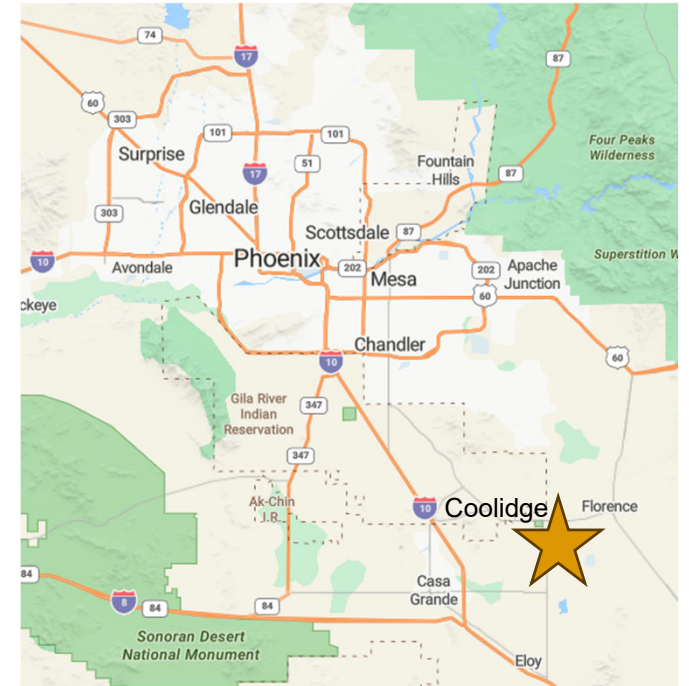 74
17
87
60
303
101
101
51
Four Peaks
Wilderness
Surprise
Fountain
Hills
17
87
303
Glendale
Scottsdale
87
10
Phoenix
Superstition W
Avondale
202
Mesa
202
Apache
Junction
60
ckeye
Chandler
10
60
Gila River
Indian
Reservation
347
347
Ak-Chin
I.R.
10
Coolidge
Florence
84
8
84
84
Casa
Grande
Sonoran Desert
National Monument
Eloy